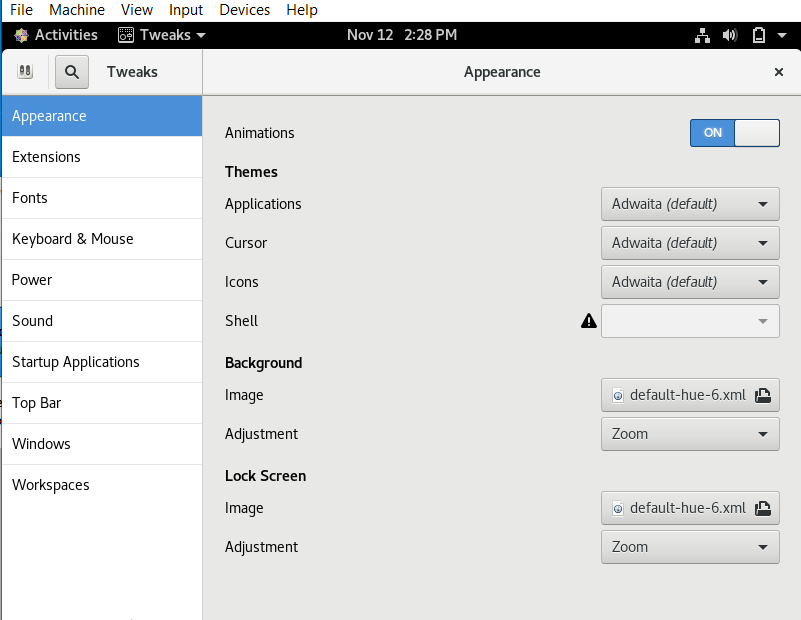 File Machine View Input Devices Help
Activities Tweaks Nov 12 2:28 PM
Tweaks Appearance
Appearance
Extensions
Fonts
Keyboard & Mouse
Power
Sound
Startup Applications
Top Bar
Windows
Workspaces
Animations ON
Themes
Applications Adwaita (default)
Cursor Adwaita (default)
Icons Adwaita (default)
Shell
Background
Image default-hue-6.xml
Adjustment Zoom
Lock Screen
Image default-hue-6.xml
Adjustment Zoom